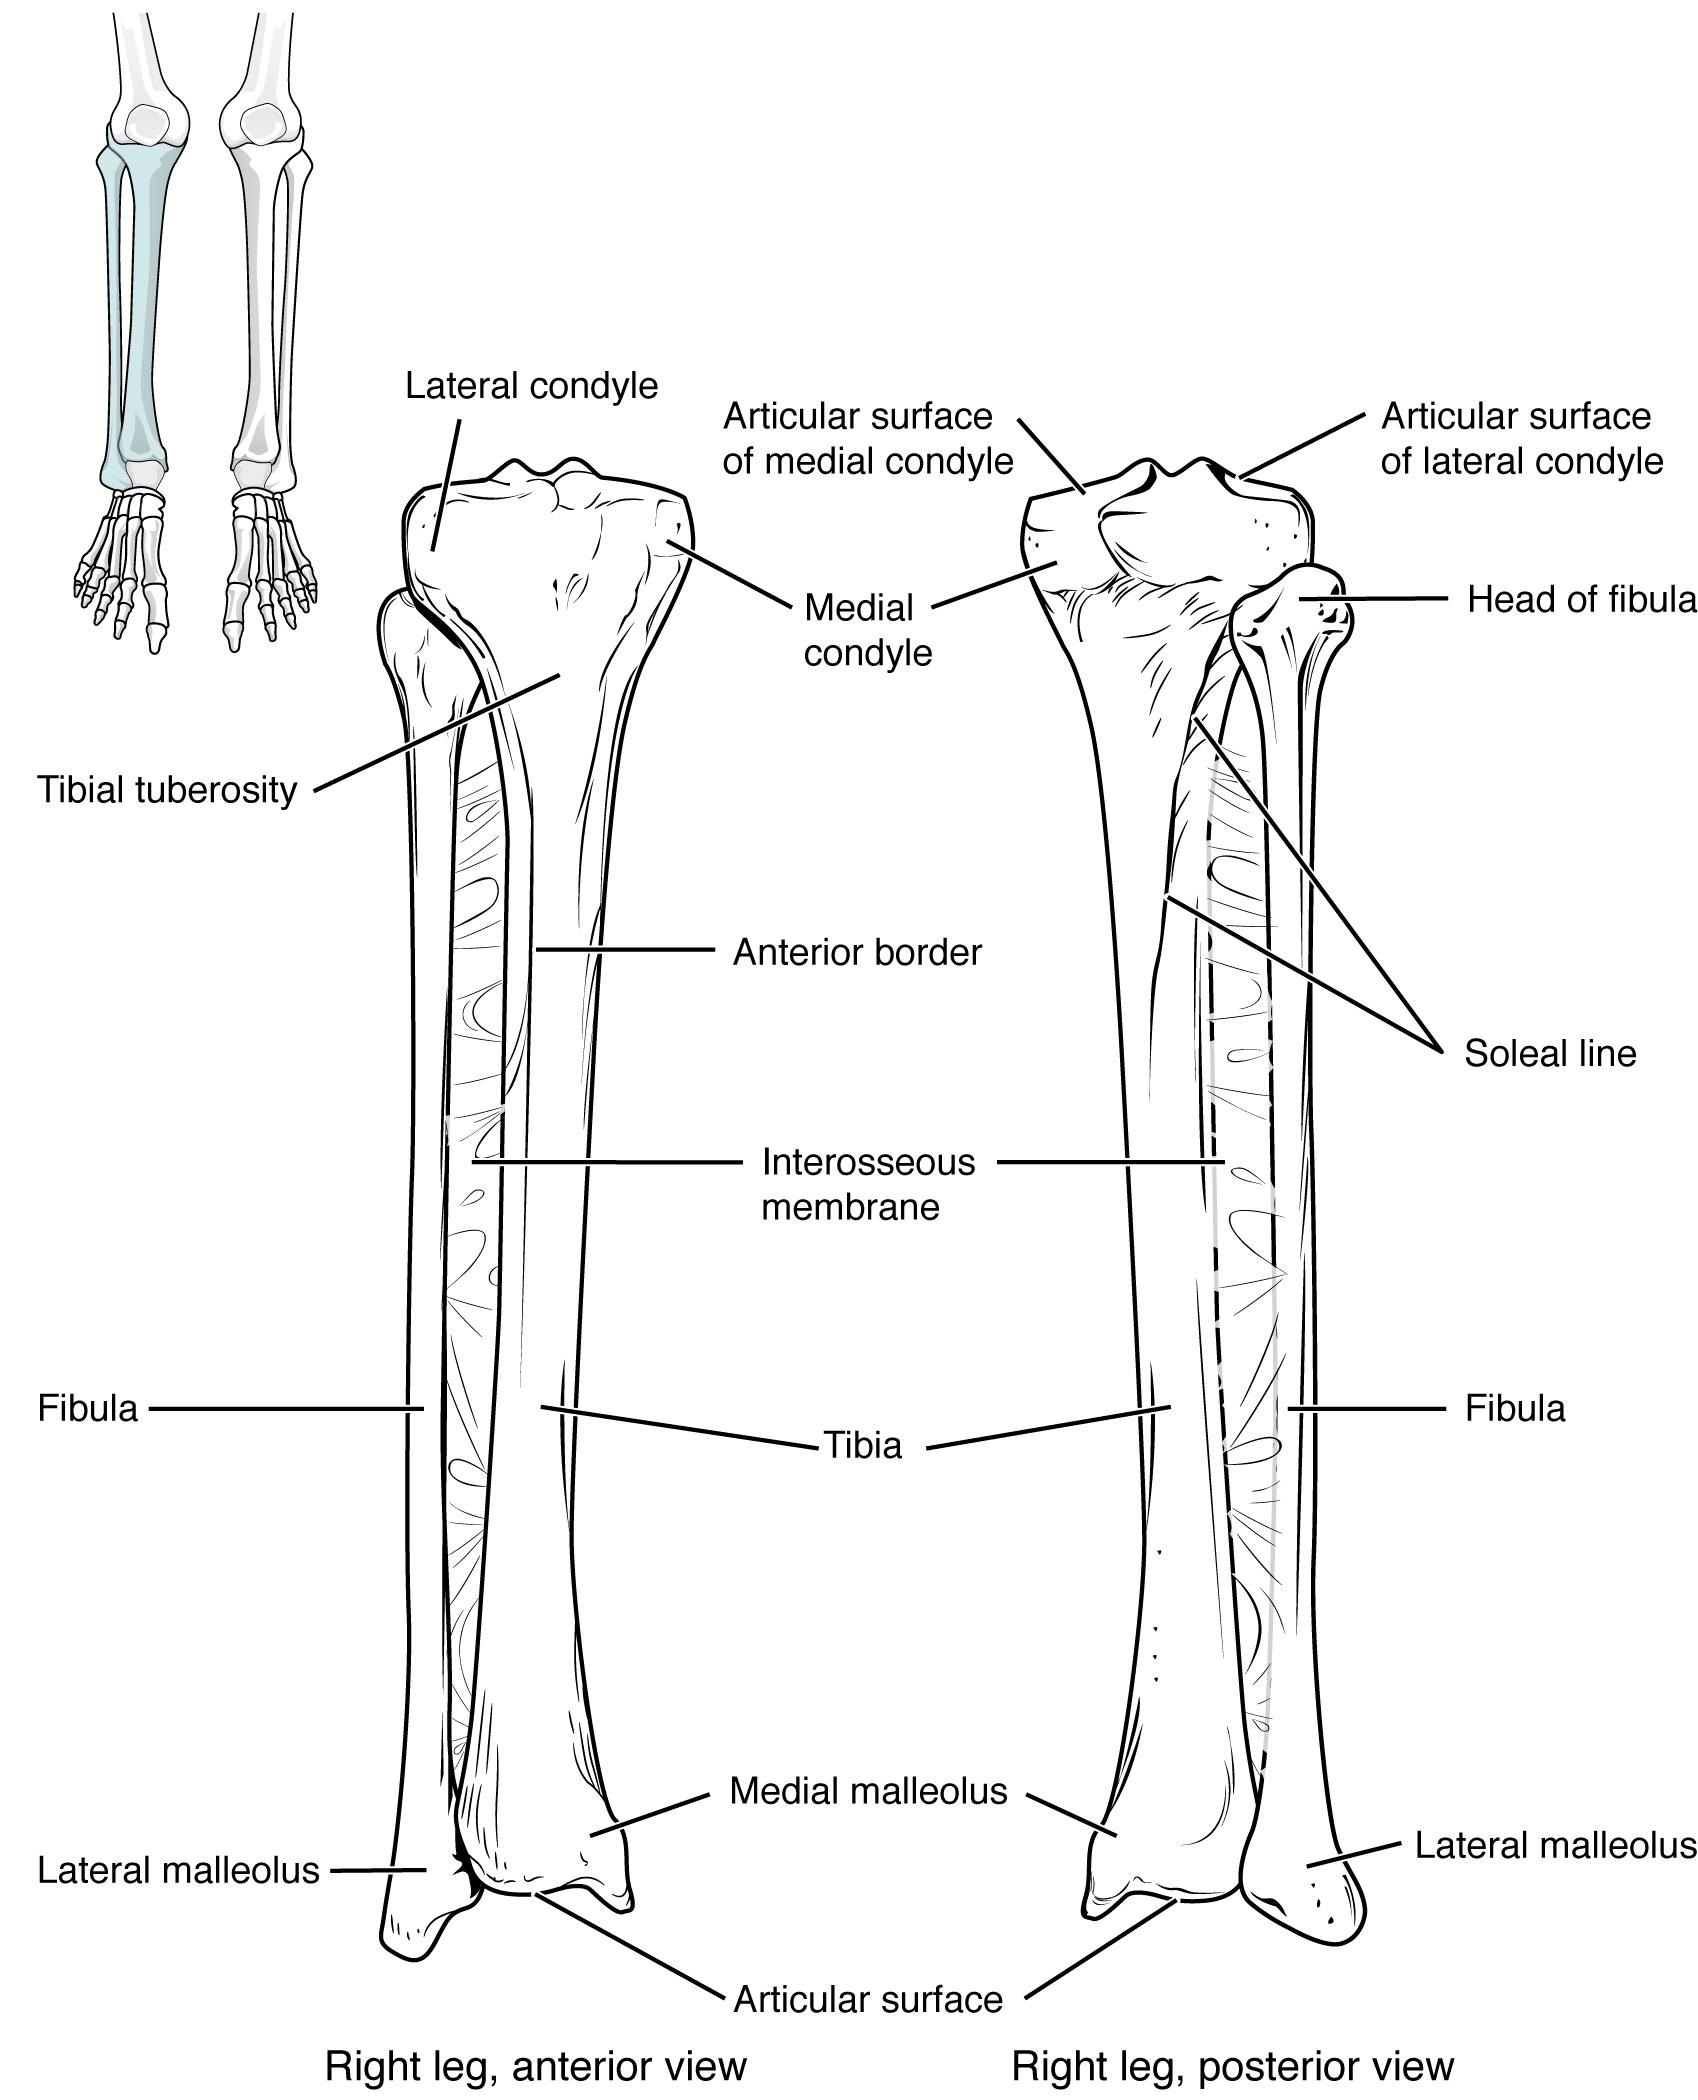 Lateral condyle
Articular surface
of medial condyle
Articular surface
of lateral condyle
Head of fibula
Medial
condyle
Tibial tuberosity
Anterior border
Soleal line
Interosseous
membrane
Fibula
Fibula
Tibia
Medial malleolus
Lateral malleolus
Lateral malleolus
Articular surface
Right leg, anterior view
Right leg, posterior view